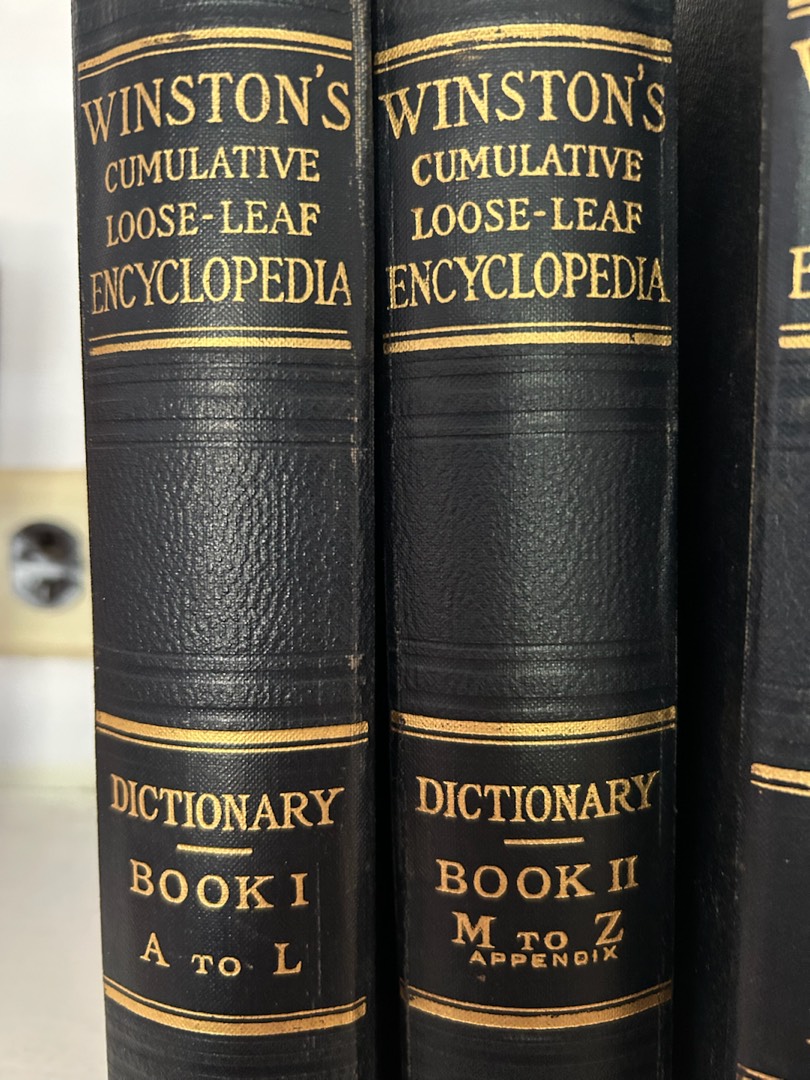 WINSTON'S
CUMULATIVE
LOOSE-LEAF
ENCYCLOPEDIA
DICTIONARY
BOOK I
A TO L
WINSTON'S
CUMULATIVE
LOOSE-LEAF
ENCYCLOPEDIA
DICTIONARY
BOOK II
M TO Z
APPENDIX